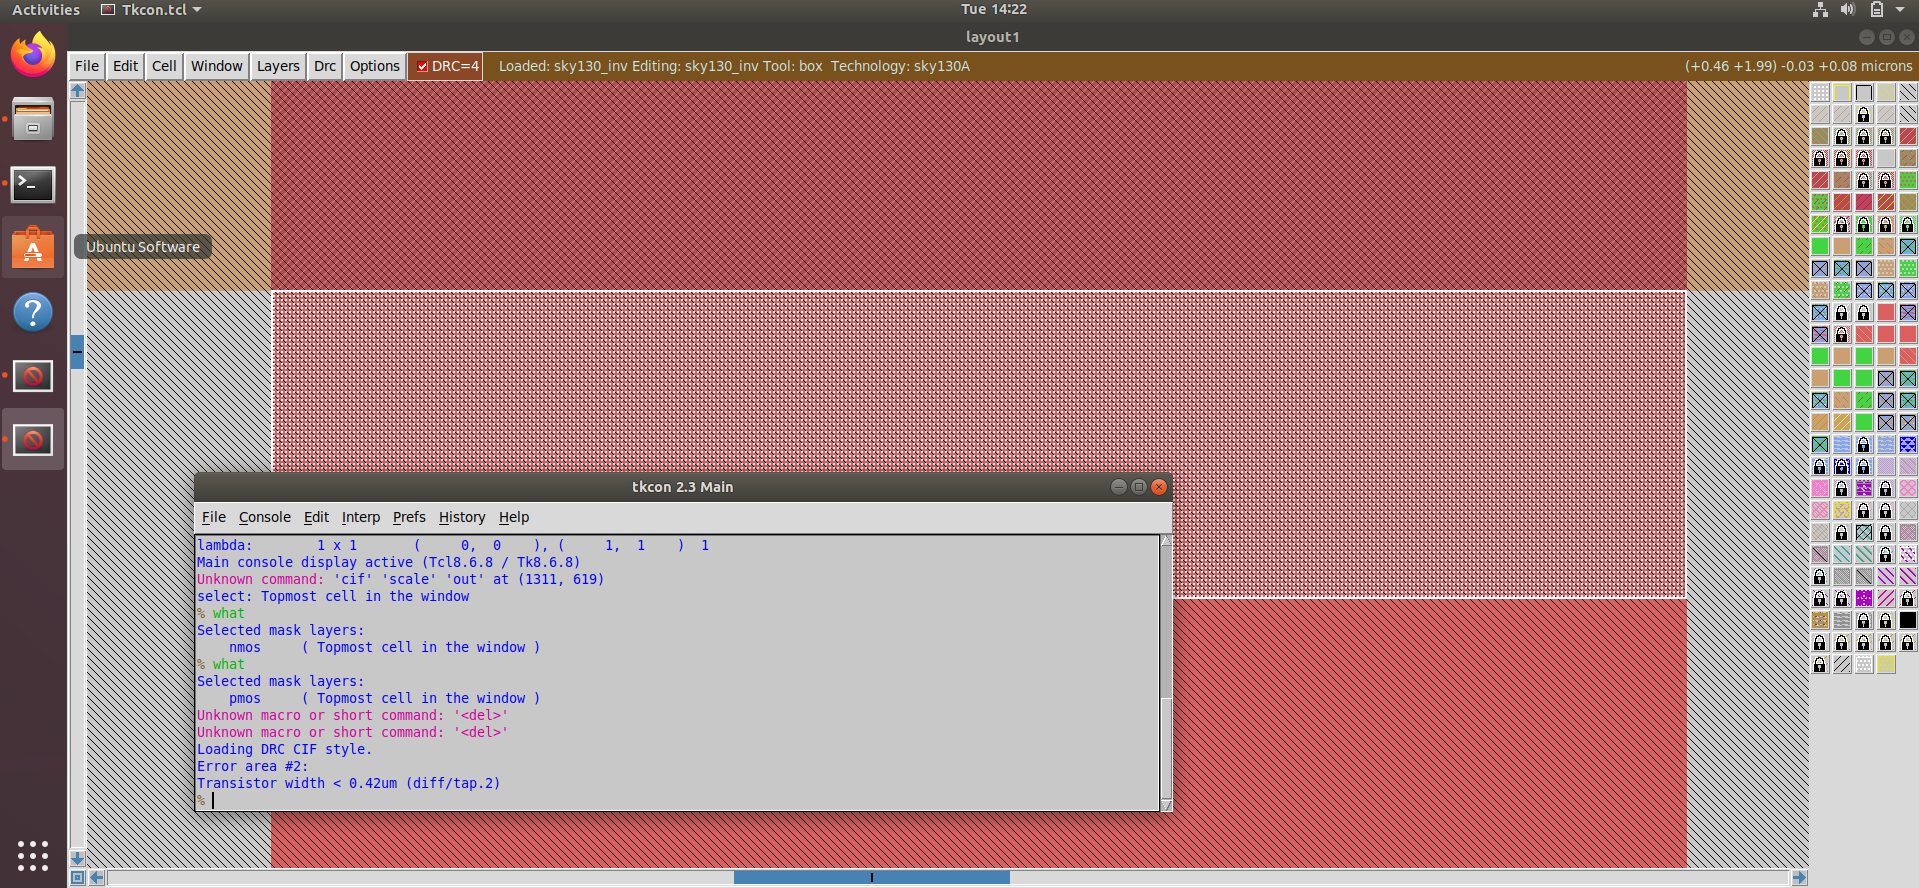 Activities Tkcon.tcl Tue 14:22
layout1
File Edit Cell Window Layers Drc Options DRC=4 Loaded: sky130_inv Editing: sky130_inv Tool: box Technology: sky130A (+0.46 +1.99) -0.03 +0.08 microns
Ubuntu Software
tkcon 2.3 Main
File Console Edit Interp Prefs History Help
lambda: 1 x 1 ( 0, 0 ), ( 1, 1 ) 1
Main console display active (Tcl8.6.8 / Tk8.6.8)
Unknown command: 'cif' 'scale' 'out' at (1311, 619)
select: Topmost cell in the window
% what
Selected mask layers:
nmos ( Topmost cell in the window )
% what
Selected mask layers:
pmos ( Topmost cell in the window )
Unknown macro or short command: '<del>'
Unknown macro or short command: '<del>'
Loading DRC CIF style.
Error area #2:
Transistor width < 0.42um (diff/tap.2)
%